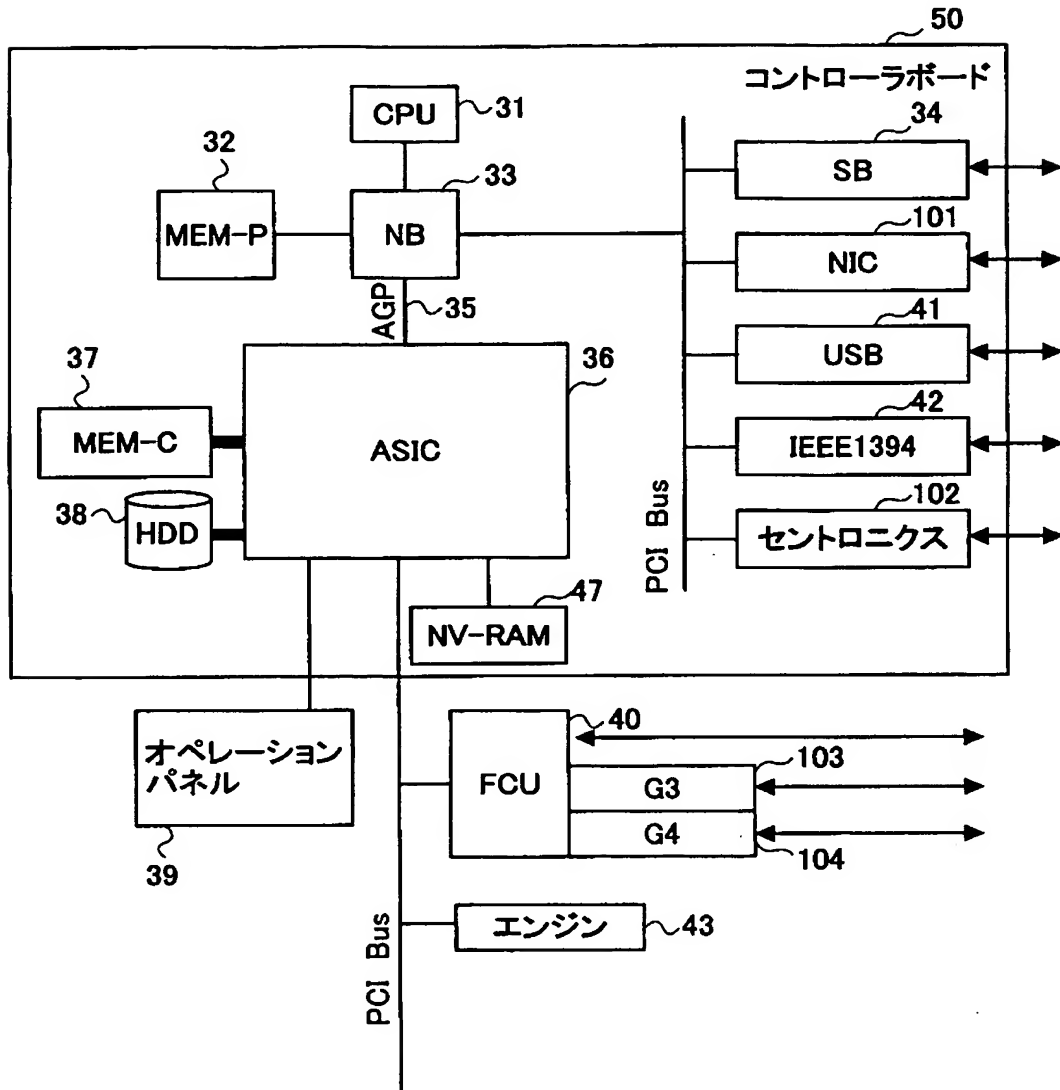 50
コントローラボード
CPU
31
34
SB
32
33
MEM-P
NB
101
NIC
AGP
35
41
USB
37
36
42
MEM-C
ASIC
IEEE1394
38
HDD
102
セントロニクス
PCI Bus
47
NV-RAM
オペレーション
パネル
39
40
FCU
103
G3
G4
104
エンジン
43
PCI Bus